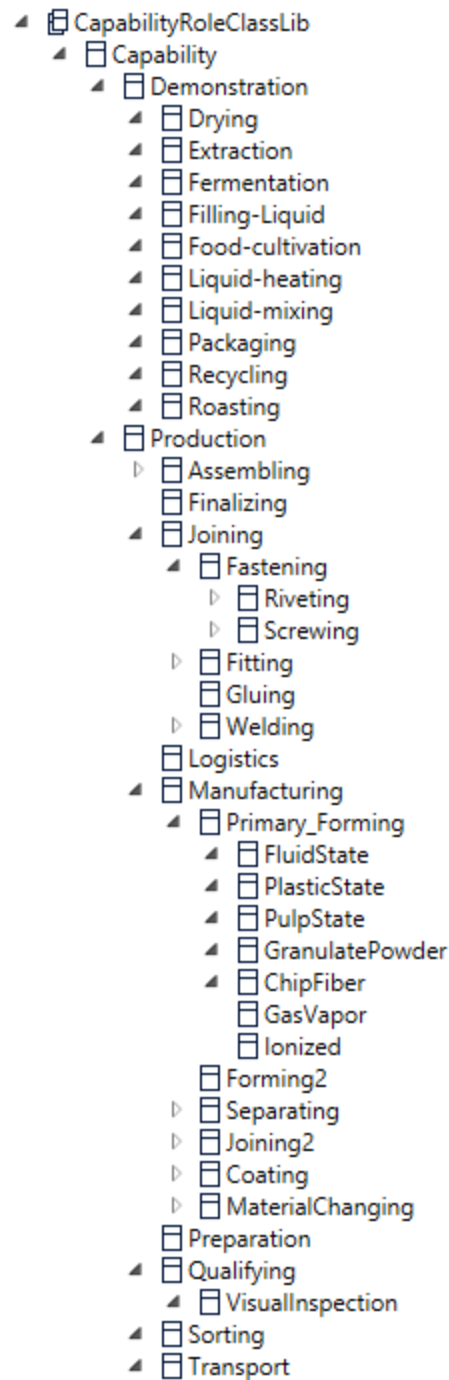 CapabilityRoleClassLib
Capability
Demonstration
Drying
Extraction
Fermentation
Filling-Liquid
Food-cultivation
Liquid-heating
Liquid-mixing
Packaging
Recycling
Roasting
Production
Assembling
Finalizing
Joining
Fastening
Riveting
Screwing
Fitting
Gluing
Welding
Logistics
Manufacturing
Primary_Forming
FluidState
PlasticState
PulpState
GranulatePowder
ChipFiber
GasVapor
Ionized
Forming2
Separating
Joining2
Coating
MaterialChanging
Preparation
Qualifying
VisualInspection
Sorting
Transport